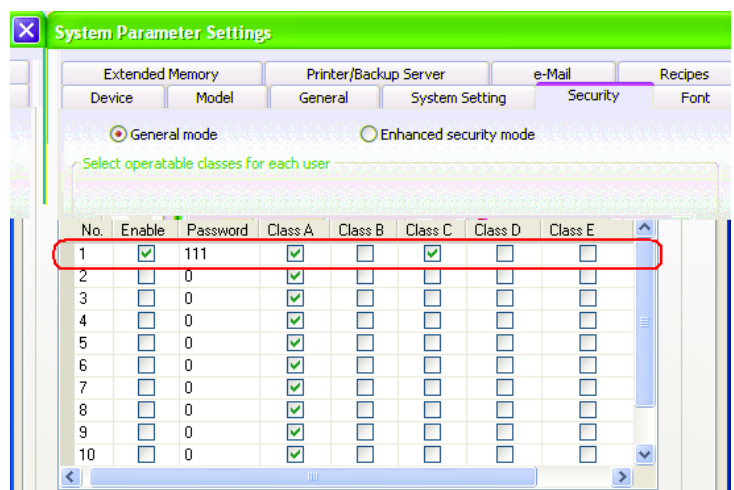 System Parameter Settings
Extended Memory Printer/Backup Server e-Mail Recipes
Device Model General System Setting Security Font
General mode Enhanced security mode
Select operatable classes for each user
No. Enable Password Class A Class B Class C Class D Class E
1 111
2 0
3 0
4 0
5 0
6 0
7 0
8 0
9 0
10 0